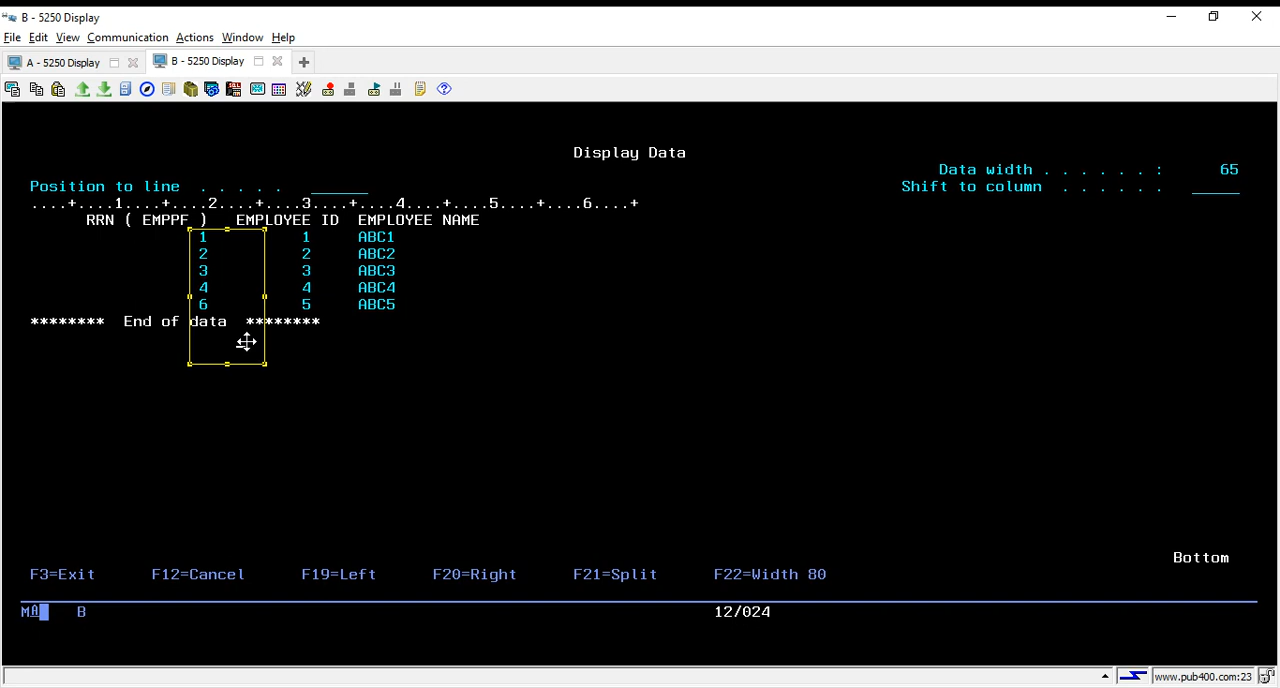 B - 5250 Display
File Edit View Communication Actions Window Help
A - 5250 Display B - 5250 Display
Display Data
Data width . . . . . . : 65
Position to line . . . . . Shift to column . . . . . .
....+....1....+....2....+....3....+....4....+....5....+....6....+
RRN ( EMPPF ) EMPLOYEE ID EMPLOYEE NAME
1 1 ABC1
2 2 ABC2
3 3 ABC3
4 4 ABC4
6 5 ABC5
******** End of data ********
Bottom
F3=Exit F12=Cancel F19=Left F20=Right F21=Split F22=Width 80
MA B 12/024
www.pub400.com:23